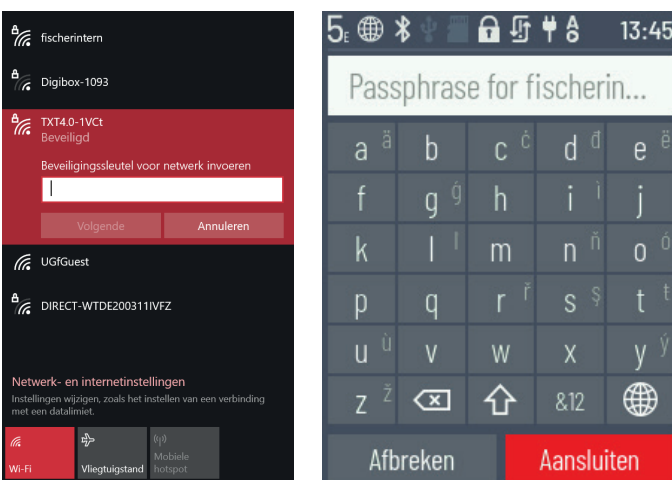 fischerintern
Digibox-1093
TXT4.0-1VCt
Beveiligd
Beveiligingssleutel voor netwerk invoeren
Volgende Annuleren
UGfGuest
DIRECT-WTDE200311IVFZ
Netwerk- en internetinstellingen
Instellingen wijzigen, zoals het instellen van een verbinding
met een datalimiet.
Wi-Fi Vliegtuigstand Mobiele
hotspot
5E 13:45
Passphrase for fischerin...
a ä b c ċ d đ e ë
f g ǵ h i ì j
k l m n ñ o ó
p q r ř s ş t ŧ
u ù v w x y ý
z ž &12
Afbreken Aansluiten